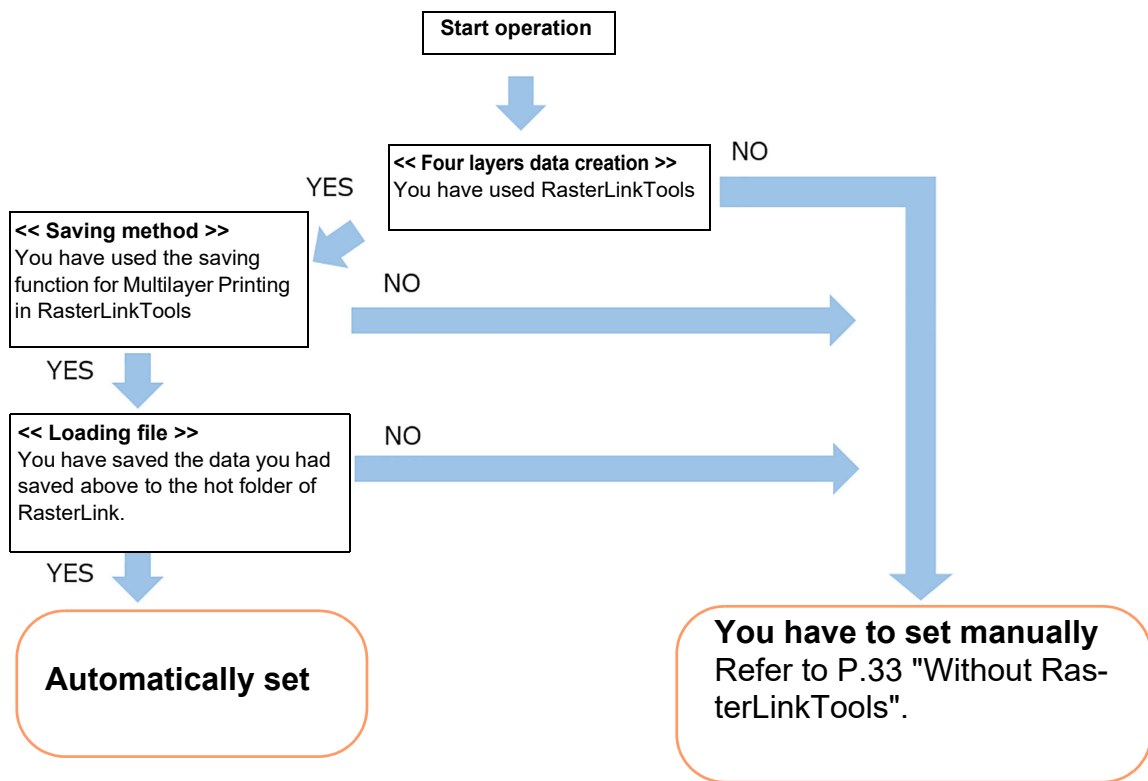 Start operation
<< Four layers data creation >>
You have used RasterLinkTools
NO
YES
<< Saving method >>
You have used the saving
function for Multilayer Printing
in RasterLinkTools
NO
YES
<< Loading file >>
You have saved the data you had
saved above to the hot folder of
RasterLink.
NO
YES
Automatically set
You have to set manually
Refer to P.33 "Without Ras-
terLinkTools".